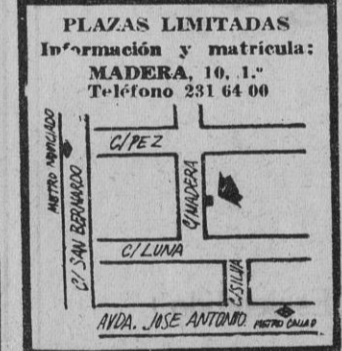 PLAZAS LIMITADAS
Información y matrícula:
MADERA, 10, 1.º
Teléfono 231 64 00
METRO NOVICIADO
C/ SAN BERNARDO
C/PEZ
C/MADERA
C/LUNA
C/SILVA
AVDA. JOSE ANTONIO
METRO CALLAO